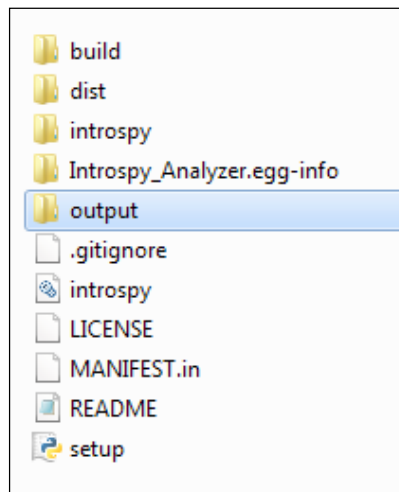 build
dist
introspy
Introspy_Analyzer.egg-info
output
.gitignore
introspy
LICENSE
MANIFEST.in
README
setup